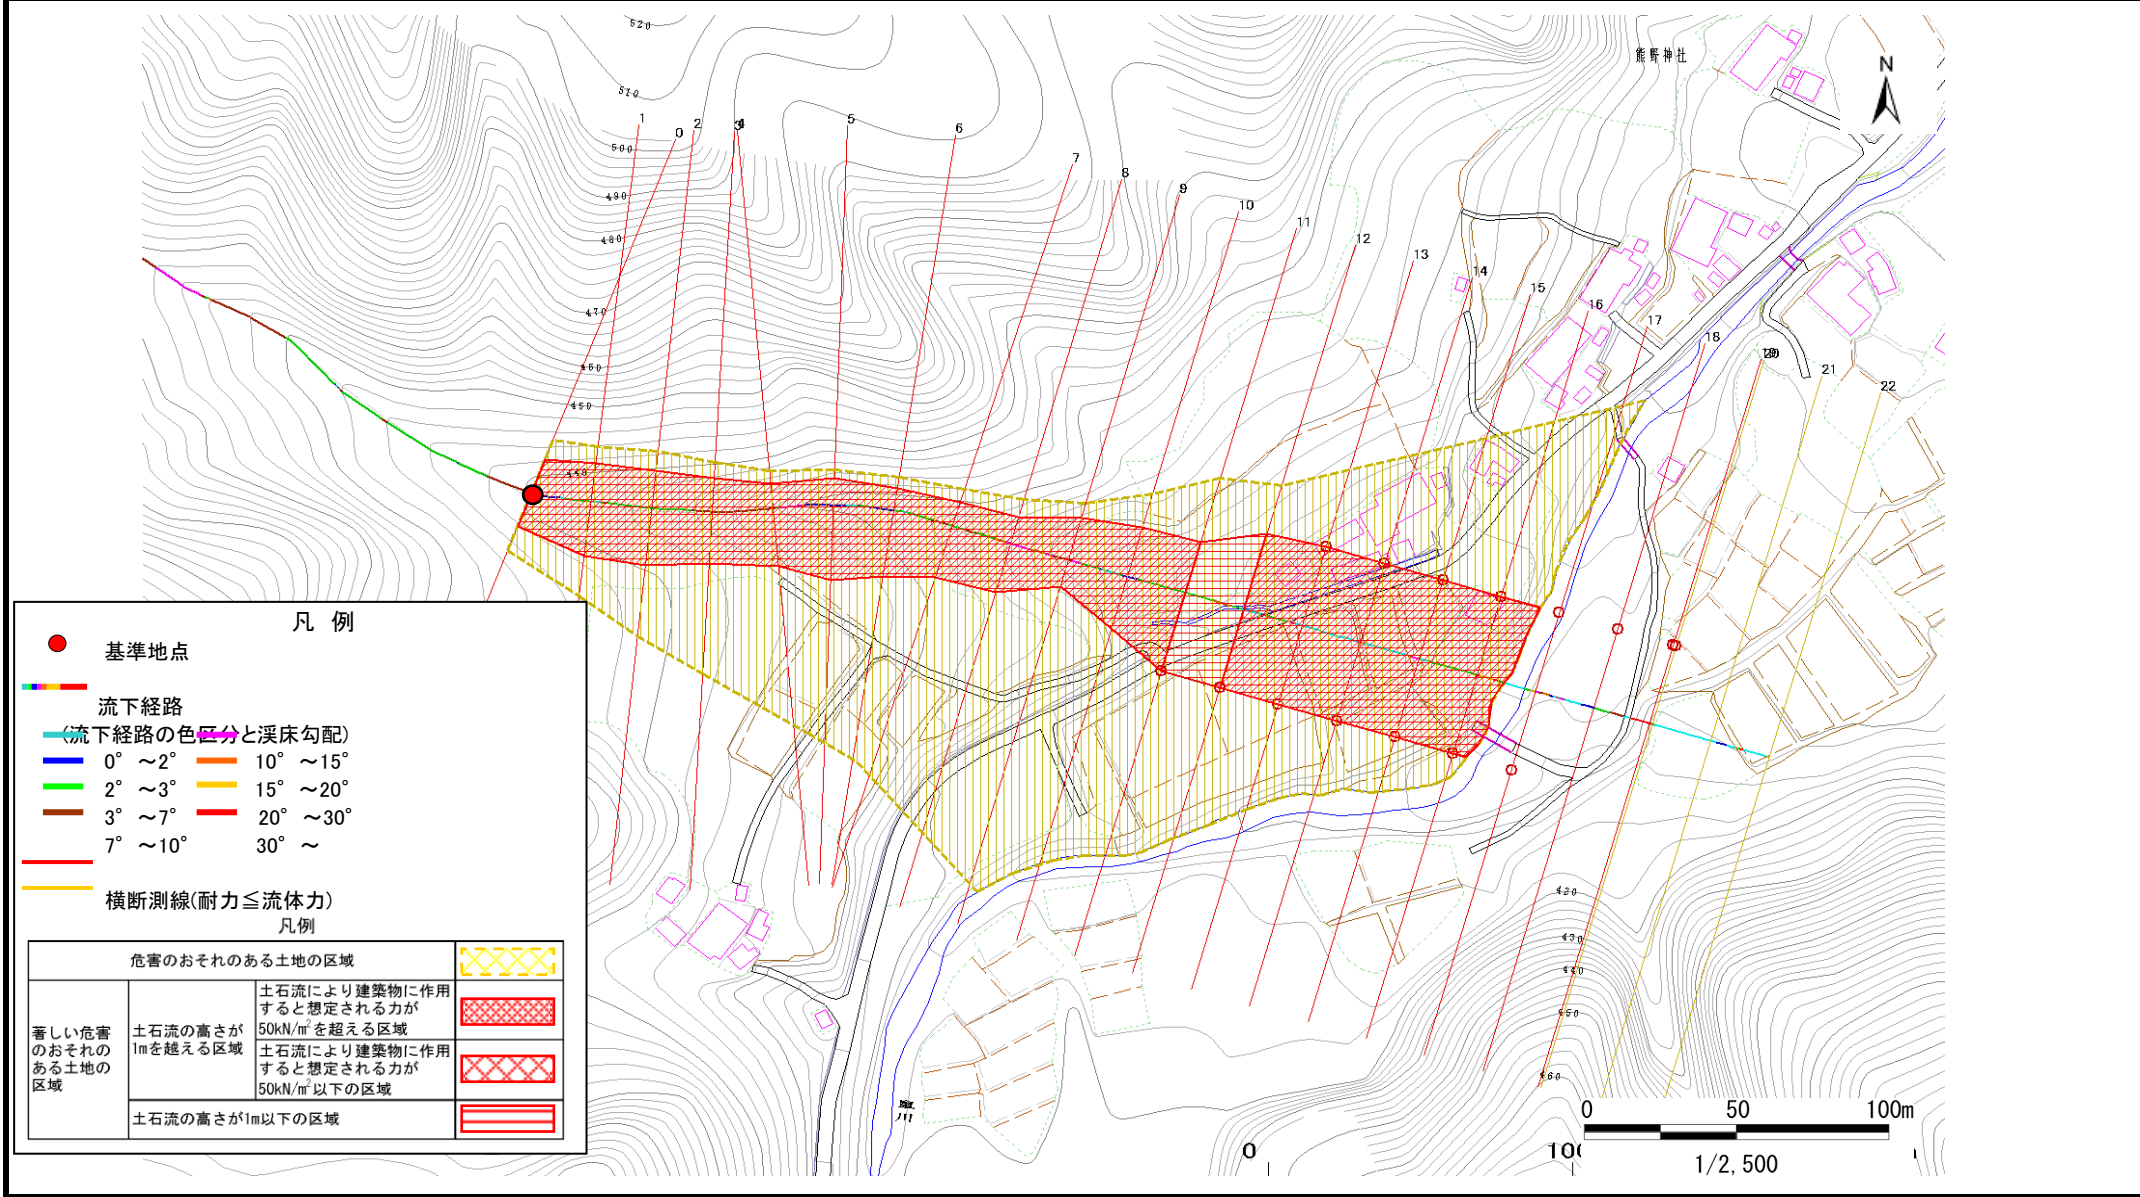 520
510
500
490
480
470
460
450
440
熊野神社
N
1
0
2
3
4
5
6
7
8
9
10
11
12
13
14
15
16
17
18
19
20
21
22
凡 例
基準地点
流下経路
(流下経路の色区分と渓床勾配)
0° ～2° 10° ～15°
2° ～3° 15° ～20°
3° ～7° 20° ～30°
7° ～10° 30° ～
横断測線(耐力≦流体力)
凡例
危害のおそれのある土地の区域
著しい危害
のおそれの
ある土地の
区域
土石流の高さが
1mを越える区域
土石流により建築物に作用
すると想定される力が
50kN/㎡を超える区域
土石流により建築物に作用
すると想定される力が
50kN/㎡以下の区域
土石流の高さが1m以下の区域
420
430
440
450
460
川
0 50 100m
1/2,500
0 100